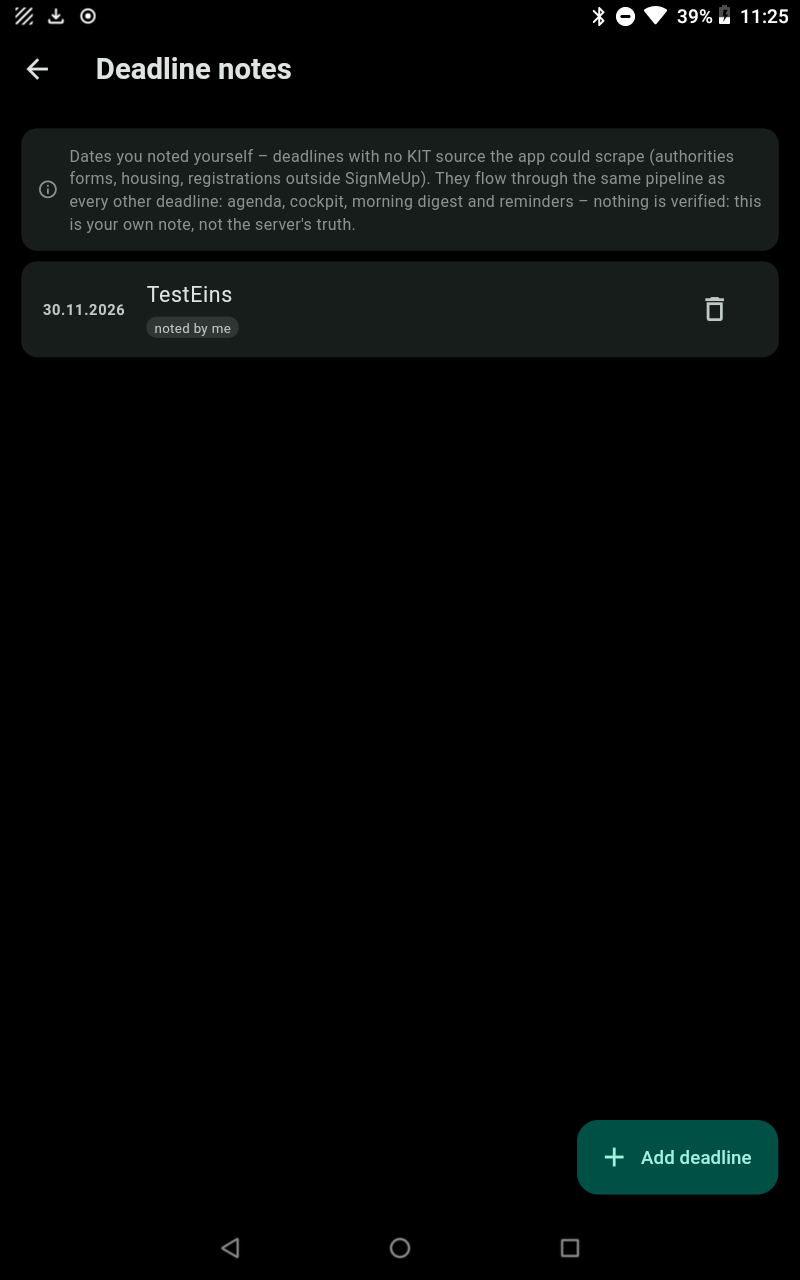 39% 11:25
Deadline notes
Dates you noted yourself – deadlines with no KIT source the app could scrape (authorities
forms, housing, registrations outside SignMeUp). They flow through the same pipeline as
every other deadline: agenda, cockpit, morning digest and reminders – nothing is verified: this
is your own note, not the server's truth.
30.11.2026
TestEins
noted by me
Add deadline